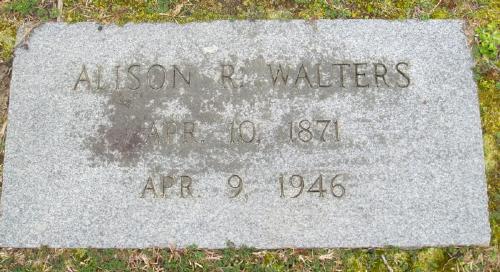 ALISON R. WALTERS
APR. 10, 1871
APR. 9, 1946